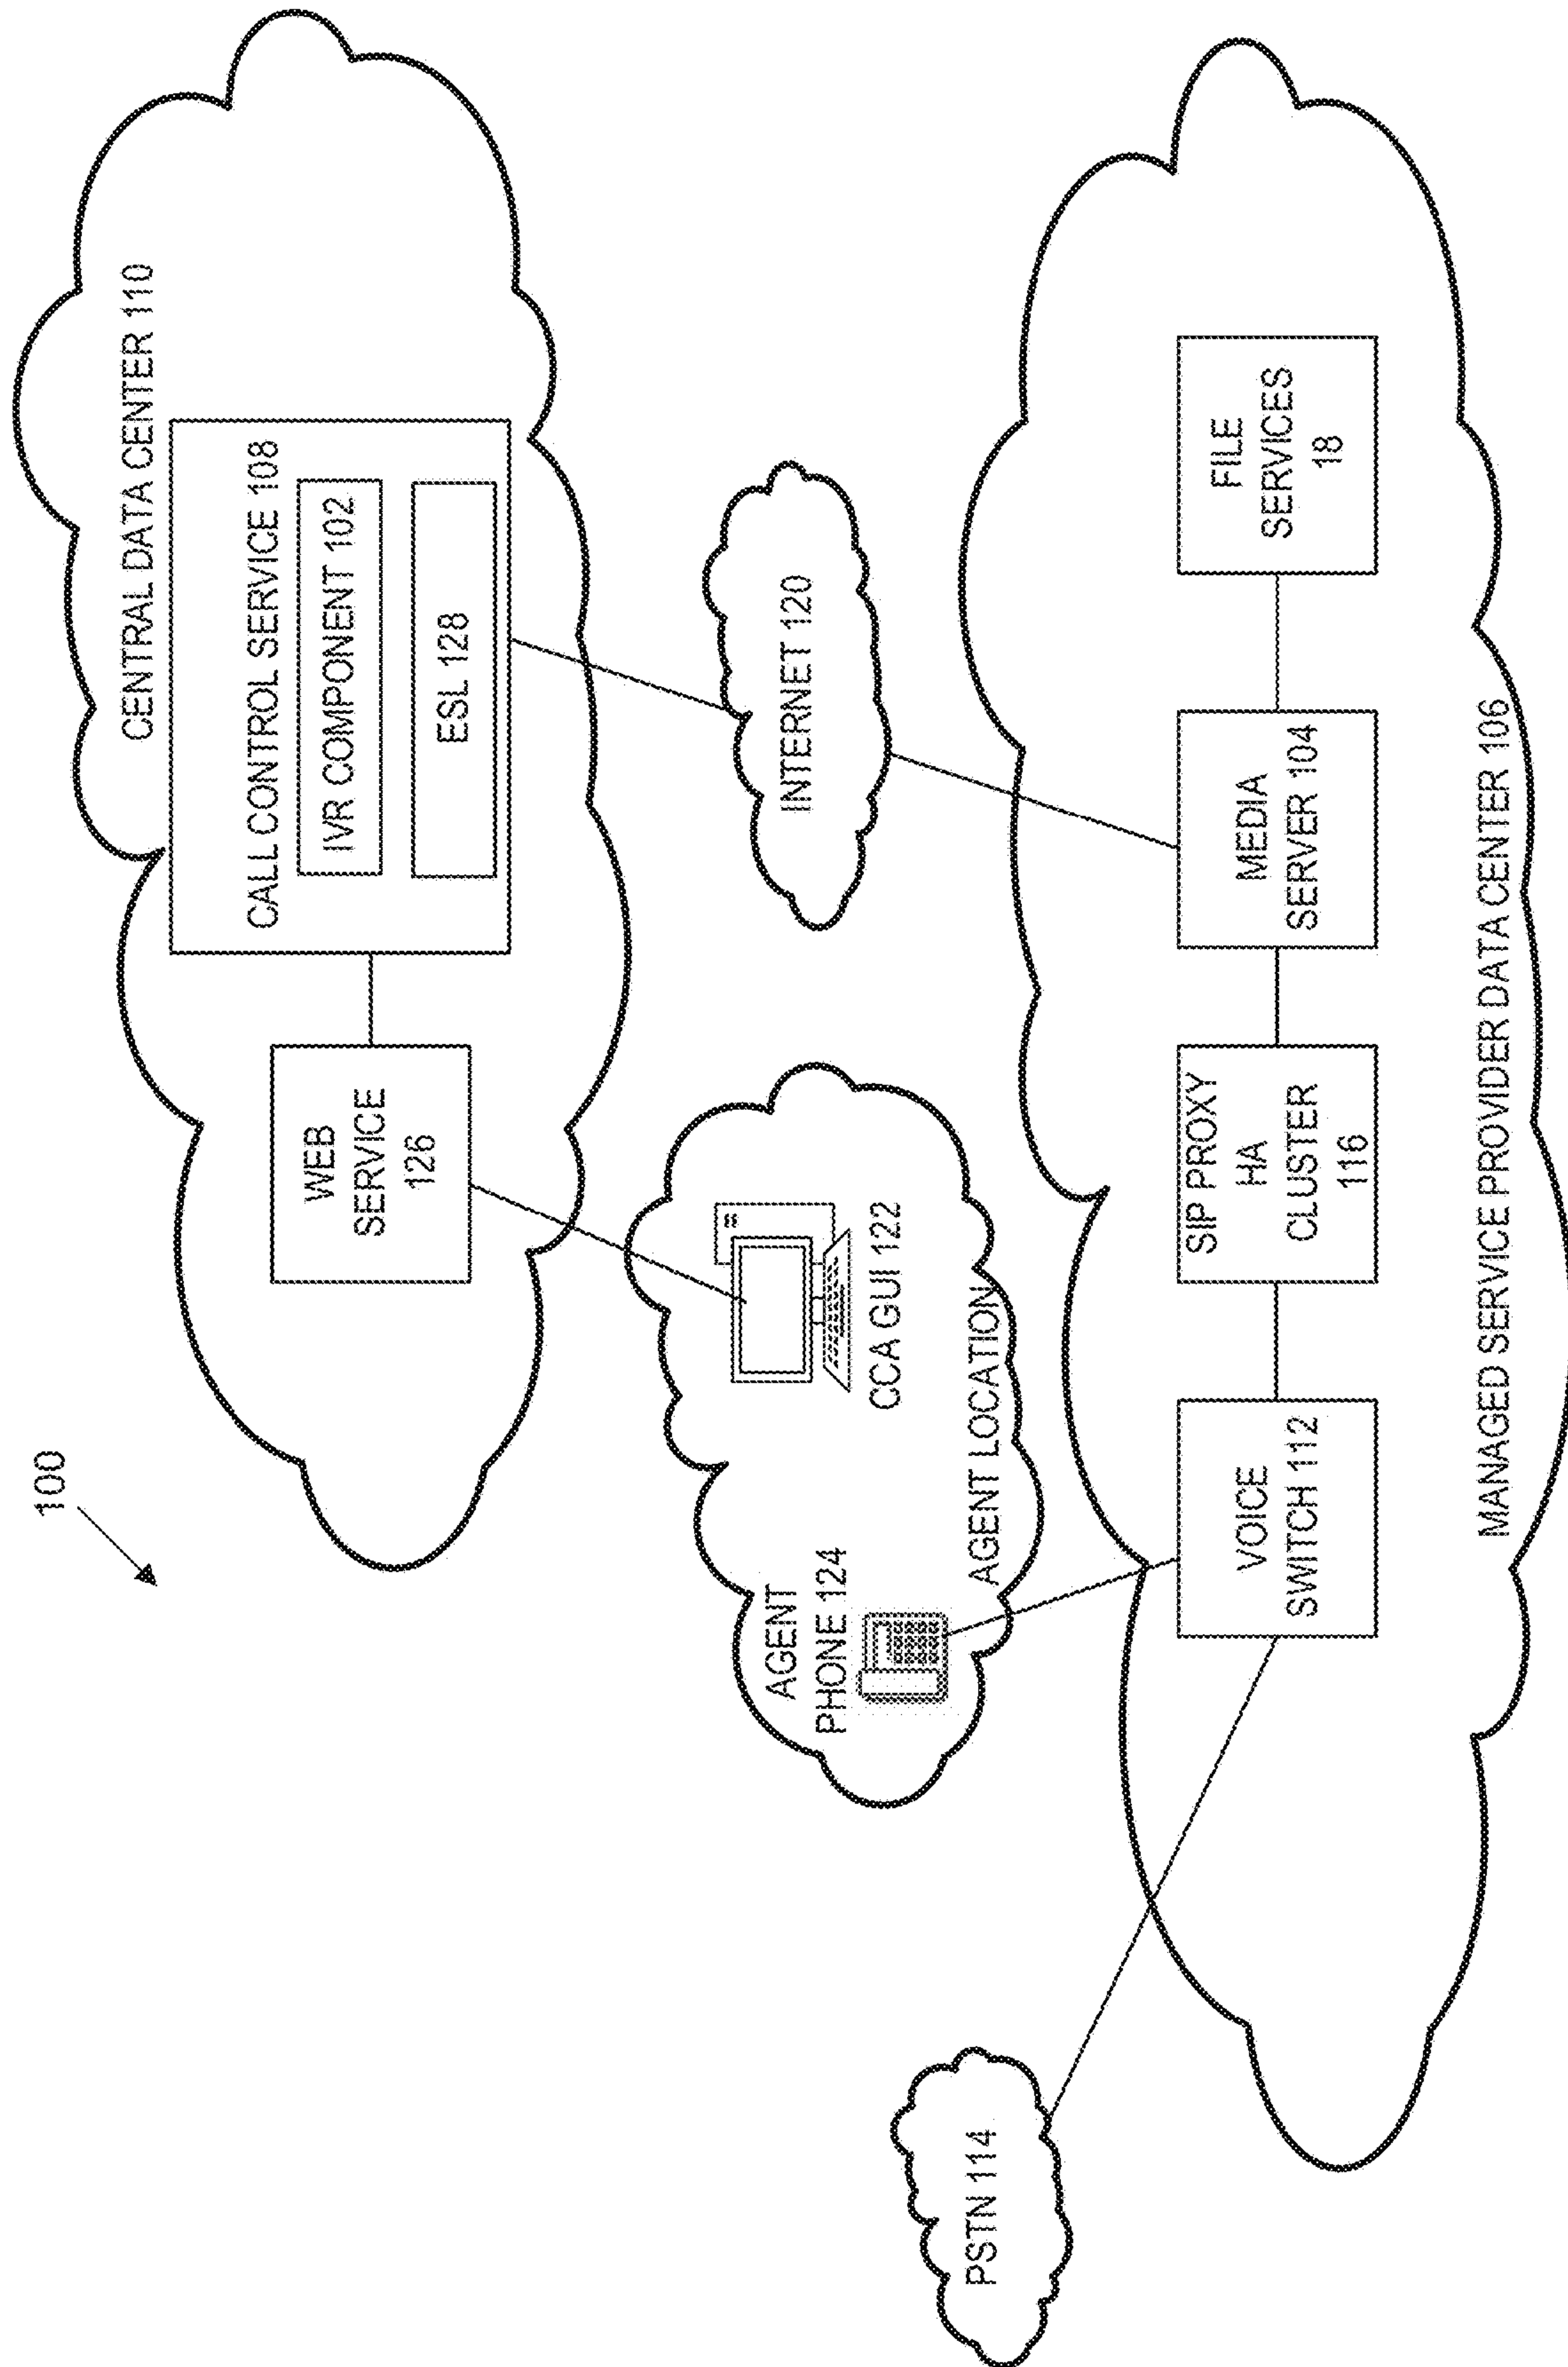 100
CENTRAL DATA CENTER 110
CALL CONTROL SERVICE 108
IVR COMPONENT 102
ESL 128
WEB
SERVICE
126
INTERNET 120
AGENT
PHONE 124
CCA GUI 122
AGENT LOCATION
PSTN 114
VOICE
SWITCH 112
SIP PROXY
HA
CLUSTER
116
MEDIA
SERVER 104
FILE
SERVICES
18
MANAGED SERVICE PROVIDER DATA CENTER 106